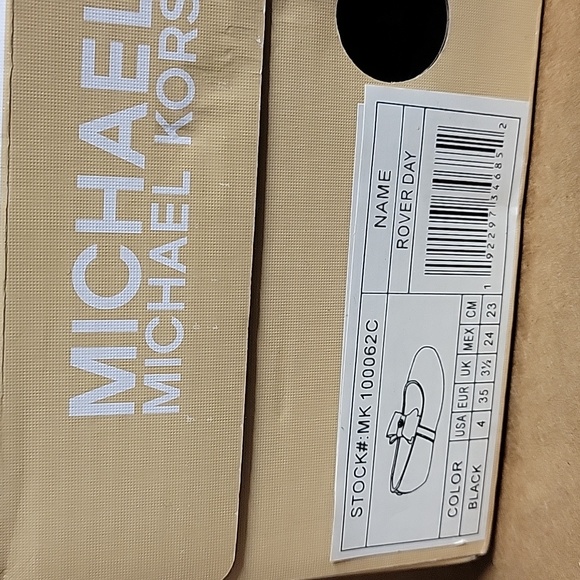 MICHAEL
MICHAEL KORS
STOCK#:MK100062C
NAME
ROVER DAY
COLOR USA EUR UK MEX CM
BLACK 4 35 3½ 24 23
1 92297 34685 2